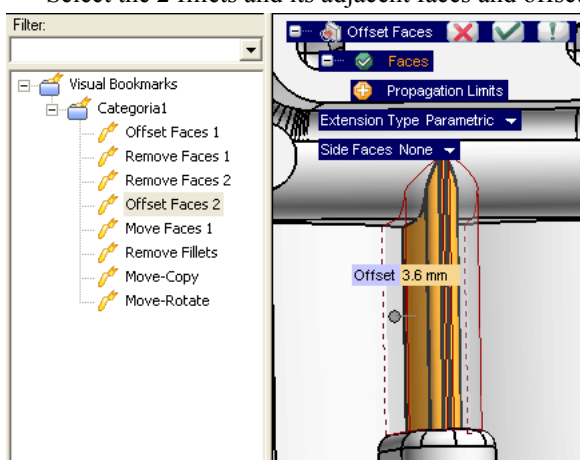 Select the 2 fillets and its adjacent faces and offset
Filter:
Visual Bookmarks
Categoria1
Offset Faces 1
Remove Faces 1
Remove Faces 2
Offset Faces 2
Move Faces 1
Remove Fillets
Move-Copy
Move-Rotate
Offset Faces
Faces
Propagation Limits
Extension Type Parametric
Side Faces None
Offset 3.6 mm